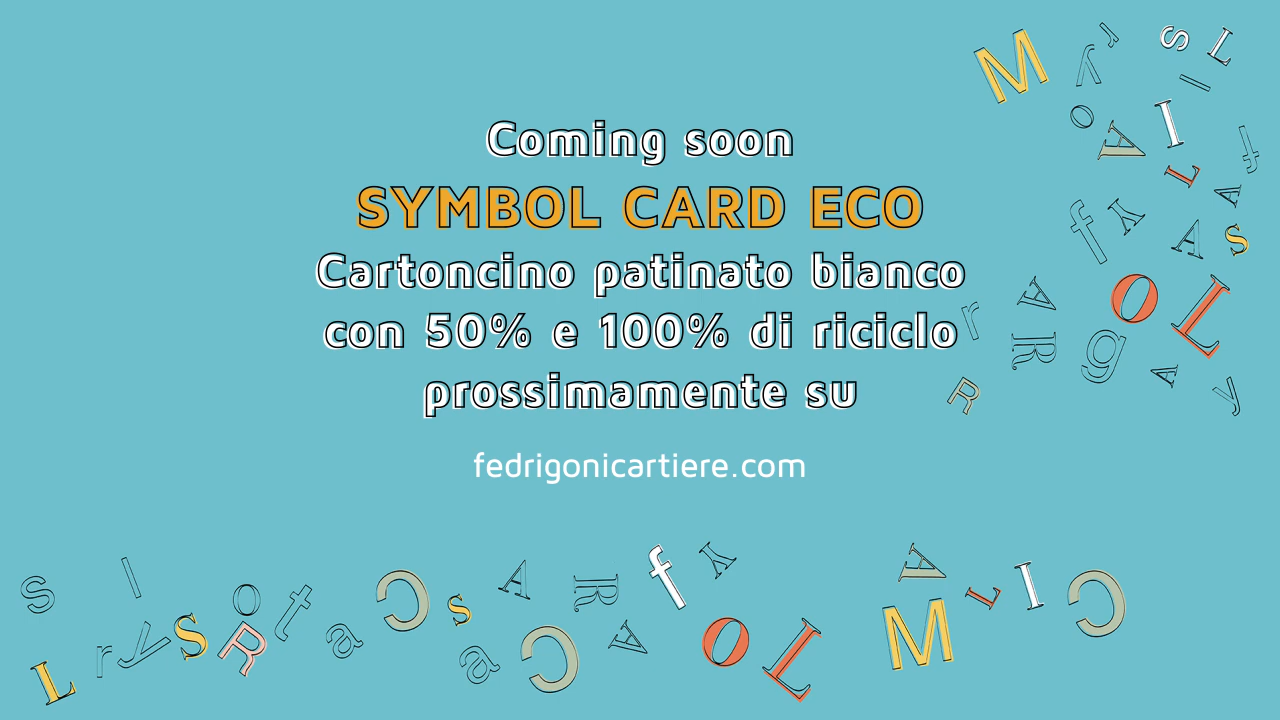 Coming soon
SYMBOL CARD ECO
Cartoncino patinato bianco
con 50% e 100% di riciclo
prossimamente su
fedrigonicartiere.com